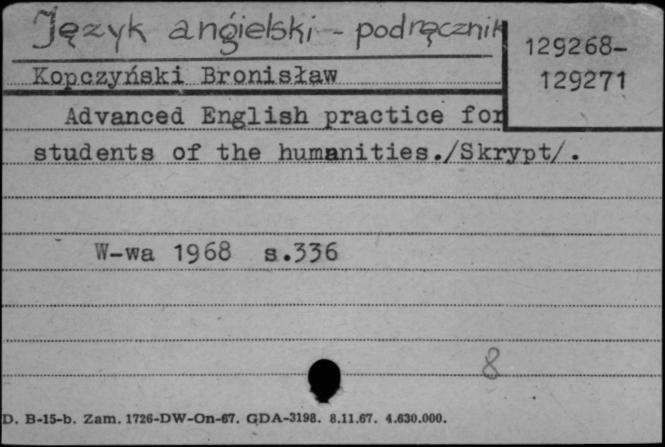 Język angielski - podręcznik
129268-
129271
Kopczyński Bronisław
Advanced English practice for
students of the humanities./Skrypt/.
W-wa 1968 s.336
8
D. B-15-b. Zam. 1726-DW-On-67. GDA-3198. 8.11.67. 4.630.000.